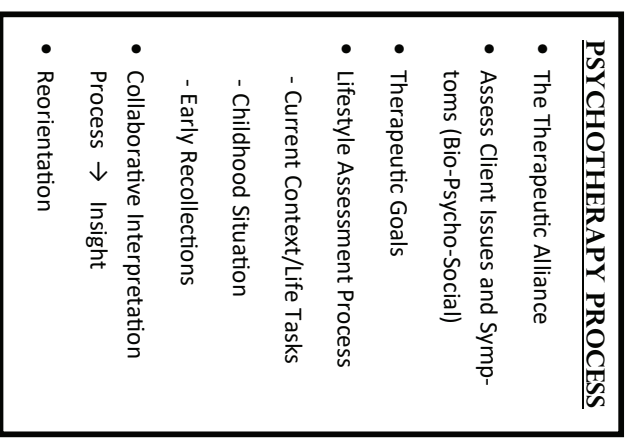 PSYCHOTHERAPY PROCESS
• The Therapeutic Alliance
• Assess Client Issues and Symp-
toms (Bio-Psycho-Social)
• Therapeutic Goals
• Lifestyle Assessment Process
- Current Context/Life Tasks
- Childhood Situation
- Early Recollections
• Collaborative Interpretation
Process → Insight
• Reorientation